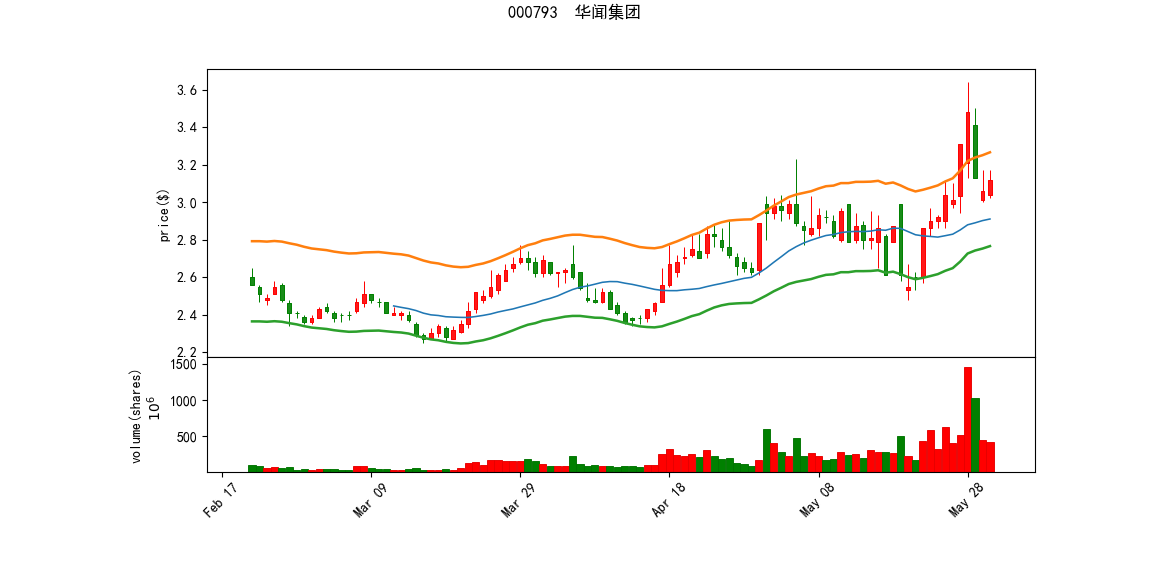 000793 华闻集团
price($)
3.6
3.4
3.2
3.0
2.8
2.6
2.4
2.2
volume(shares)
10^6
1500
1000
500
Feb 17
Mar 09
Mar 29
Apr 18
May 08
May 28